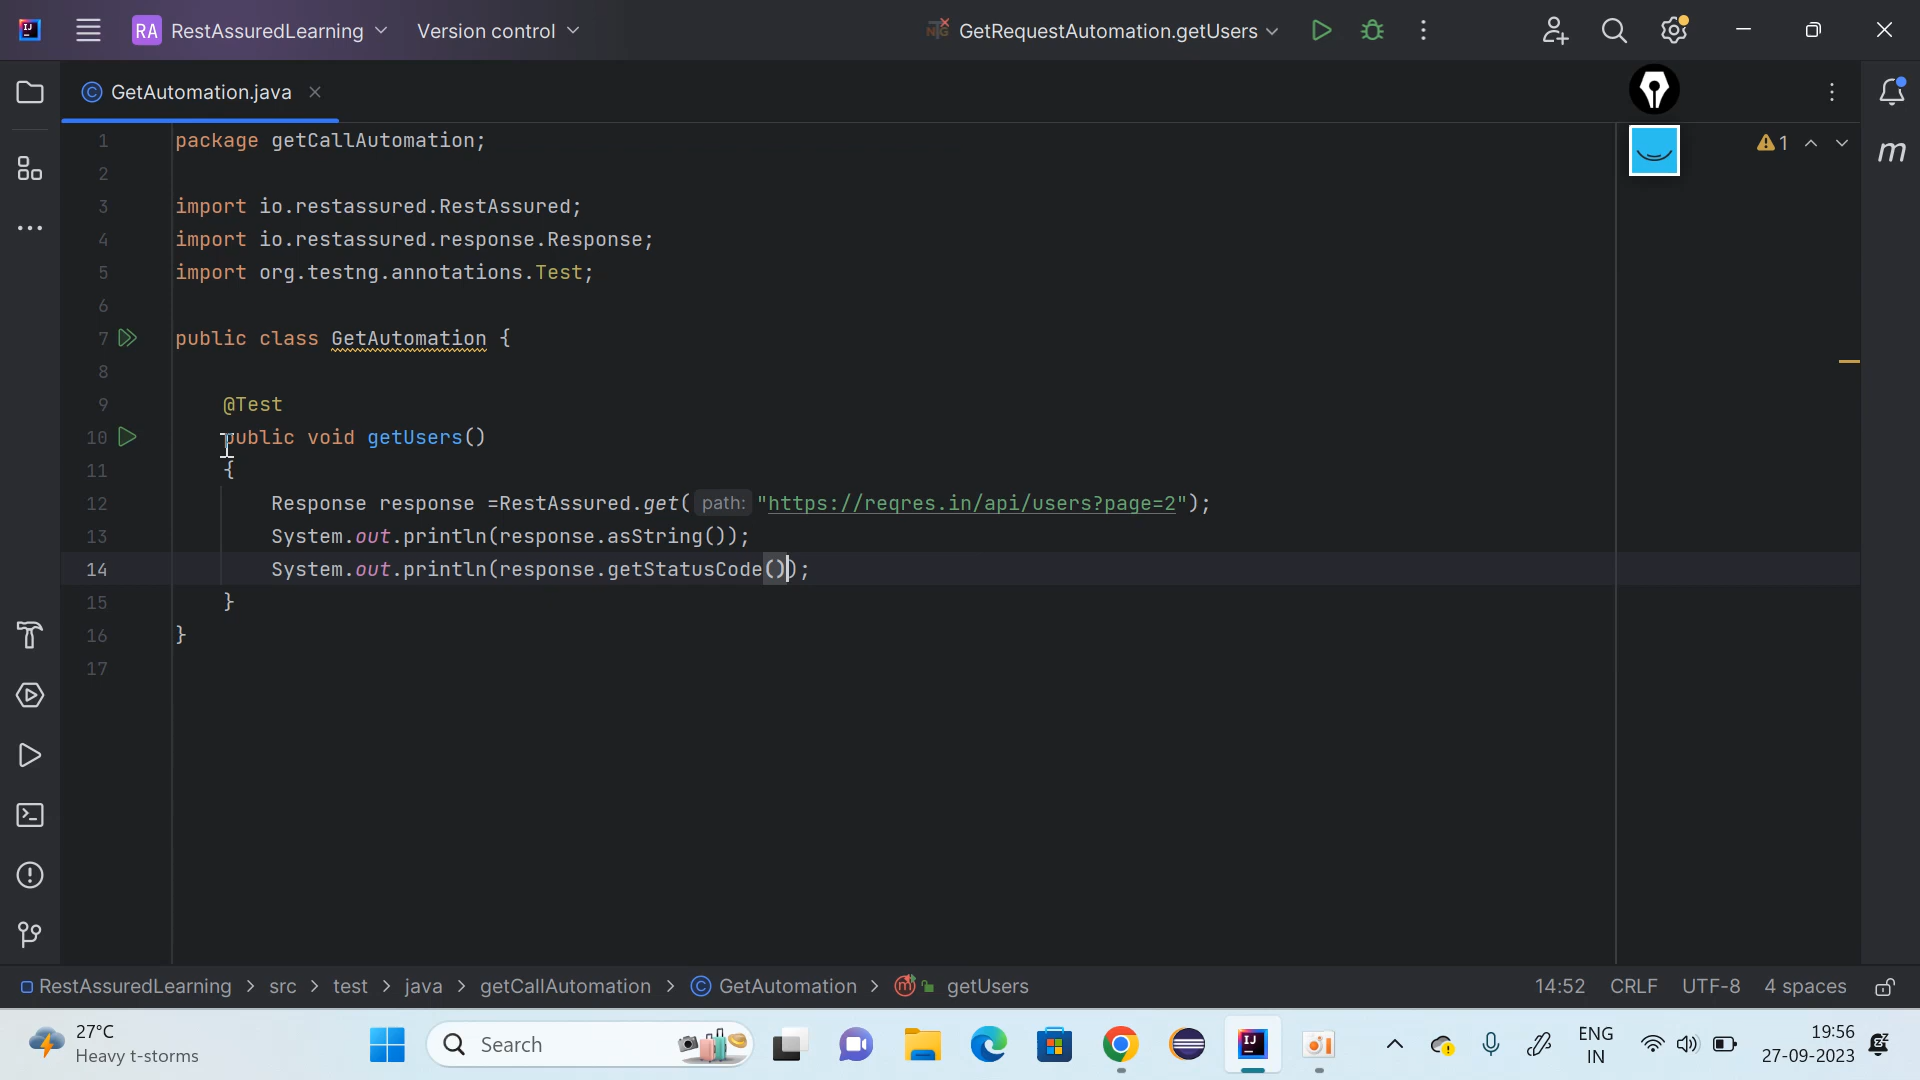 RA RestAssuredLearning Version control GetRequestAutomation.getUsers
GetAutomation.java
1 package getCallAutomation; 1
2
3 import io.restassured.RestAssured;
4 import io.restassured.response.Response;
5 import org.testng.annotations.Test;
6
7 public class GetAutomation {
8
9 @Test
10 public void getUsers()
11 {
12 Response response =RestAssured.get( path: "https://reqres.in/api/users?page=2");
13 System.out.println(response.asString());
14 System.out.println(response.getStatusCode());
15 }
16 }
17
RestAssuredLearning > src > test > java > getCallAutomation > GetAutomation > getUsers 14:52 CRLF UTF-8 4 spaces
27°C
Heavy t-storms
Search
ENG
IN
19:56
27-09-2023